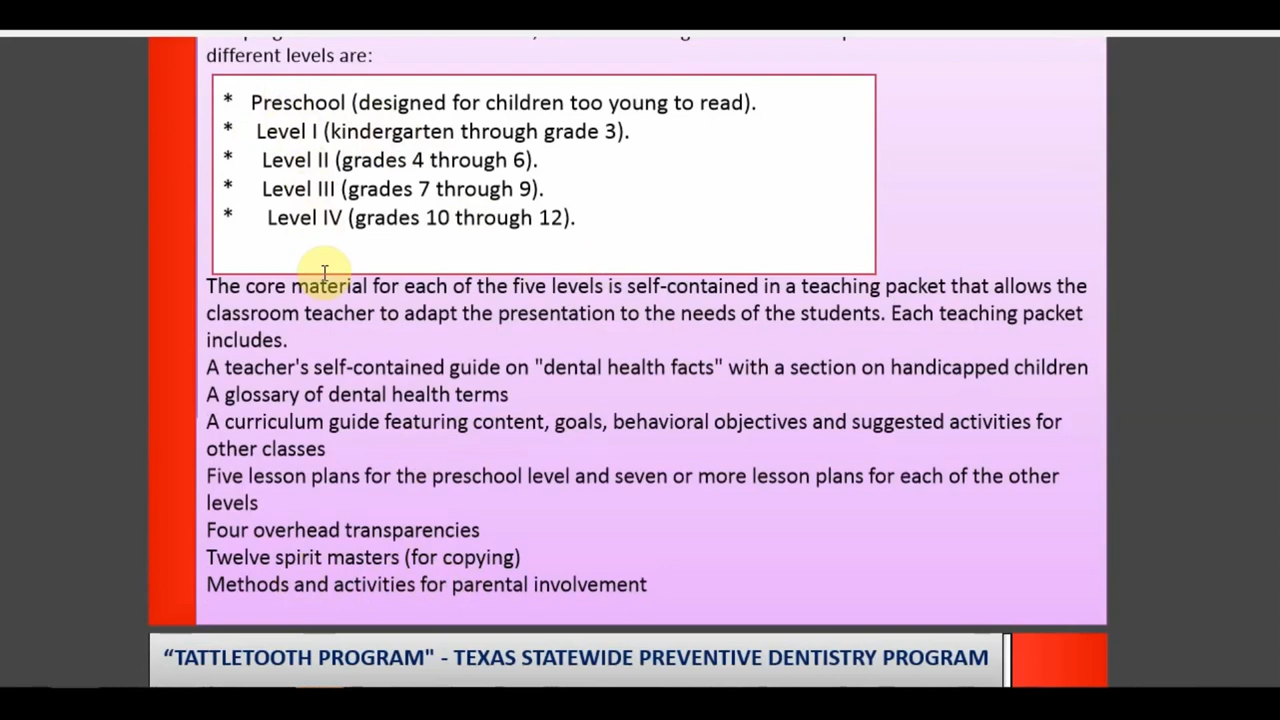 different levels are:
* Preschool (designed for children too young to read).
* Level I (kindergarten through grade 3).
* Level II (grades 4 through 6).
* Level III (grades 7 through 9).
* Level IV (grades 10 through 12).
The core material for each of the five levels is self-contained in a teaching packet that allows the
classroom teacher to adapt the presentation to the needs of the students. Each teaching packet
includes.
A teacher's self-contained guide on "dental health facts" with a section on handicapped children
A glossary of dental health terms
A curriculum guide featuring content, goals, behavioral objectives and suggested activities for
other classes
Five lesson plans for the preschool level and seven or more lesson plans for each of the other
levels
Four overhead transparencies
Twelve spirit masters (for copying)
Methods and activities for parental involvement
“TATTLETOOTH PROGRAM" - TEXAS STATEWIDE PREVENTIVE DENTISTRY PROGRAM